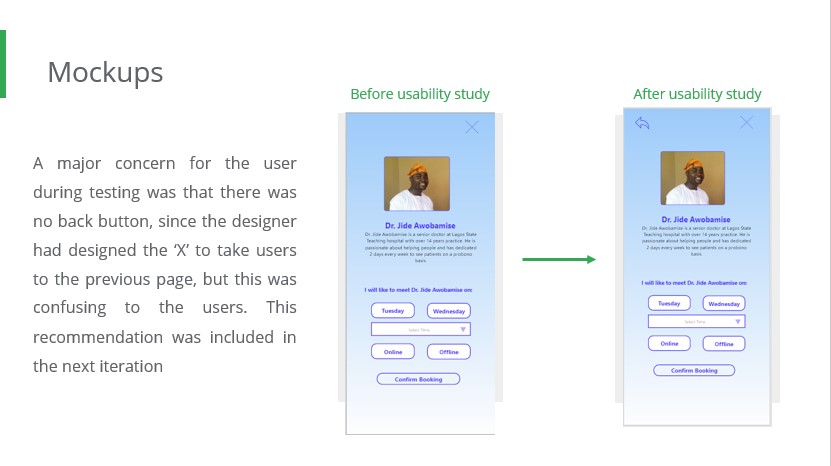 Mockups
A major concern for the user
during testing was that there was
no back button, since the designer
had designed the ‘X’ to take users
to the previous page, but this was
confusing to the users. This
recommendation was included in
the next iteration
Before usability study
Dr. Jide Awobamise
Dr. Jide Awobamise is a senior doctor at Lagos State
Teaching hospital with over 14 years practice. He is
passionate about helping people and has dedicated
2 days every week to see patients on a probono
basis
I will like to meet Dr. Jide Awobamise on:
Tuesday Wednesday
Select Time
Online Offline
Confirm Booking
After usability study
Dr. Jide Awobamise
Dr. Jide Awobamise is a senior doctor at Lagos State
Teaching hospital with over 14 years practice. He is
passionate about helping people and has dedicated
2 days every week to see patients on a probono
basis
I will like to meet Dr. Jide Awobamise on:
Tuesday Wednesday
Select Time
Online Offline
Confirm Booking